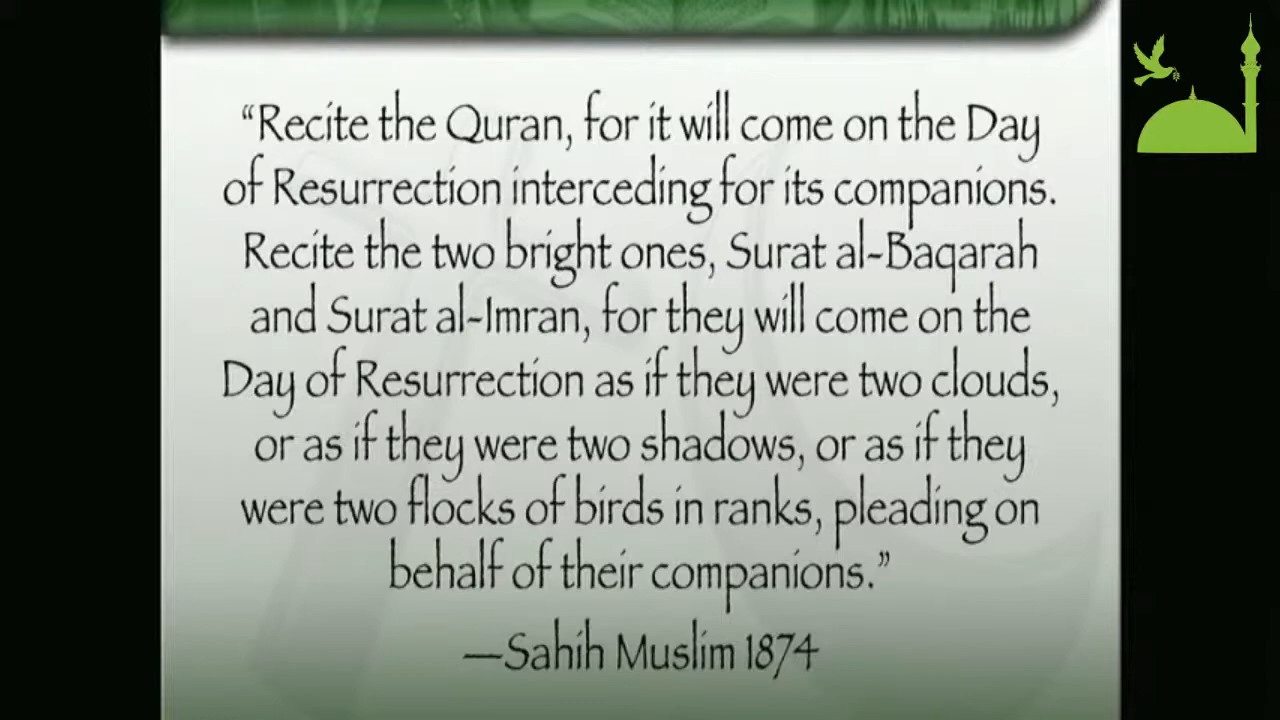 “Recite the Quran, for it will come on the Day
of Resurrection interceding for its companions.
Recite the two bright ones, Surat al-Baqarah
and Surat al-Imran, for they will come on the
Day of Resurrection as if they were two clouds,
or as if they were two shadows, or as if they
were two flocks of birds in ranks, pleading on
behalf of their companions.”
—Sahih Muslim 1874